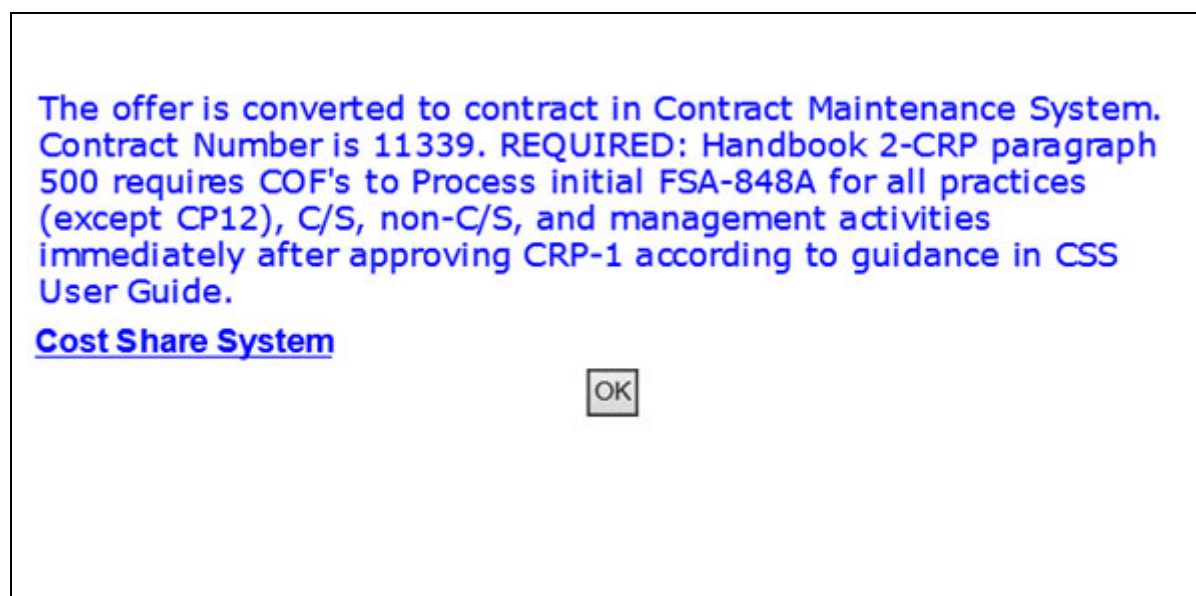 The offer is converted to contract in Contract Maintenance System.
Contract Number is 11339. REQUIRED: Handbook 2-CRP paragraph
500 requires COF's to Process initial FSA-848A for all practices
(except CP12), C/S, non-C/S, and management activities
immediately after approving CRP-1 according to guidance in CSS
User Guide.
Cost Share System
OK